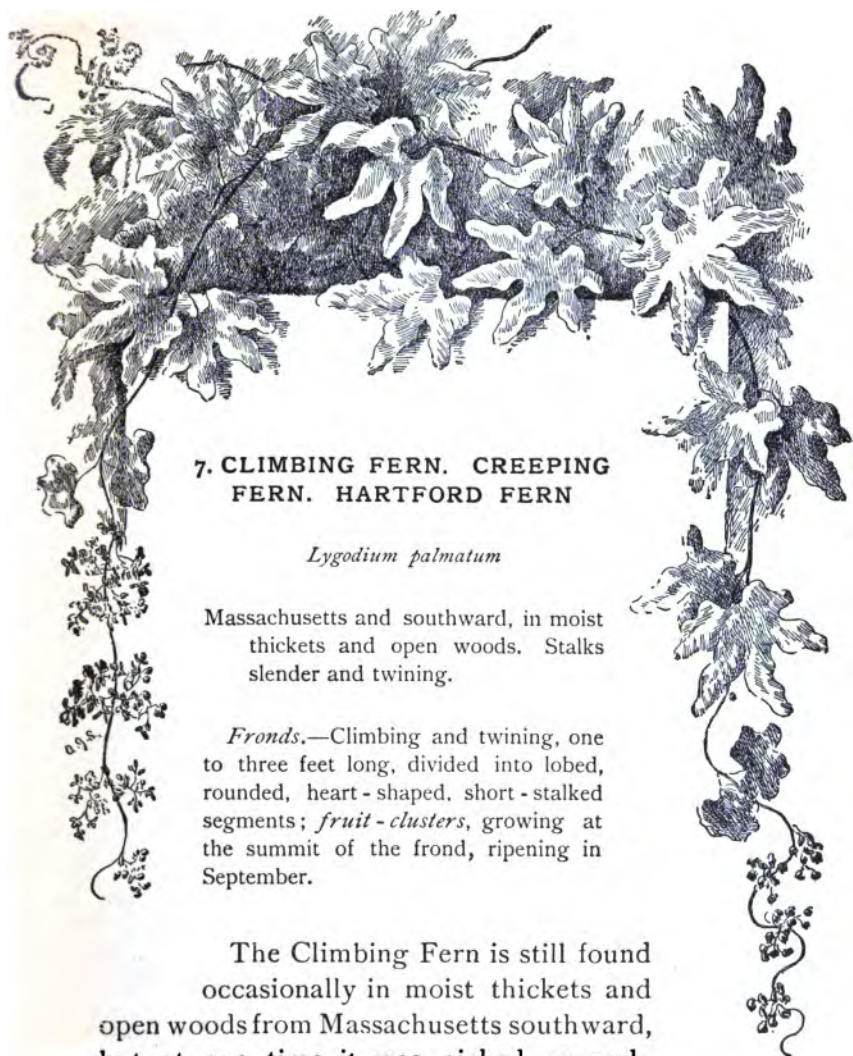 7. CLIMBING FERN. CREEPING
FERN. HARTFORD FERN
Lygodium palmatum
Massachusetts and southward, in moist
thickets and open woods. Stalks
slender and twining.
Fronds.—Climbing and twining, one
to three feet long, divided into lobed,
rounded, heart-shaped, short-stalked
segments; fruit-clusters, growing at
the summit of the frond, ripening in
September.
The Climbing Fern is still found
occasionally in moist thickets and
open woods from Massachusetts southward,